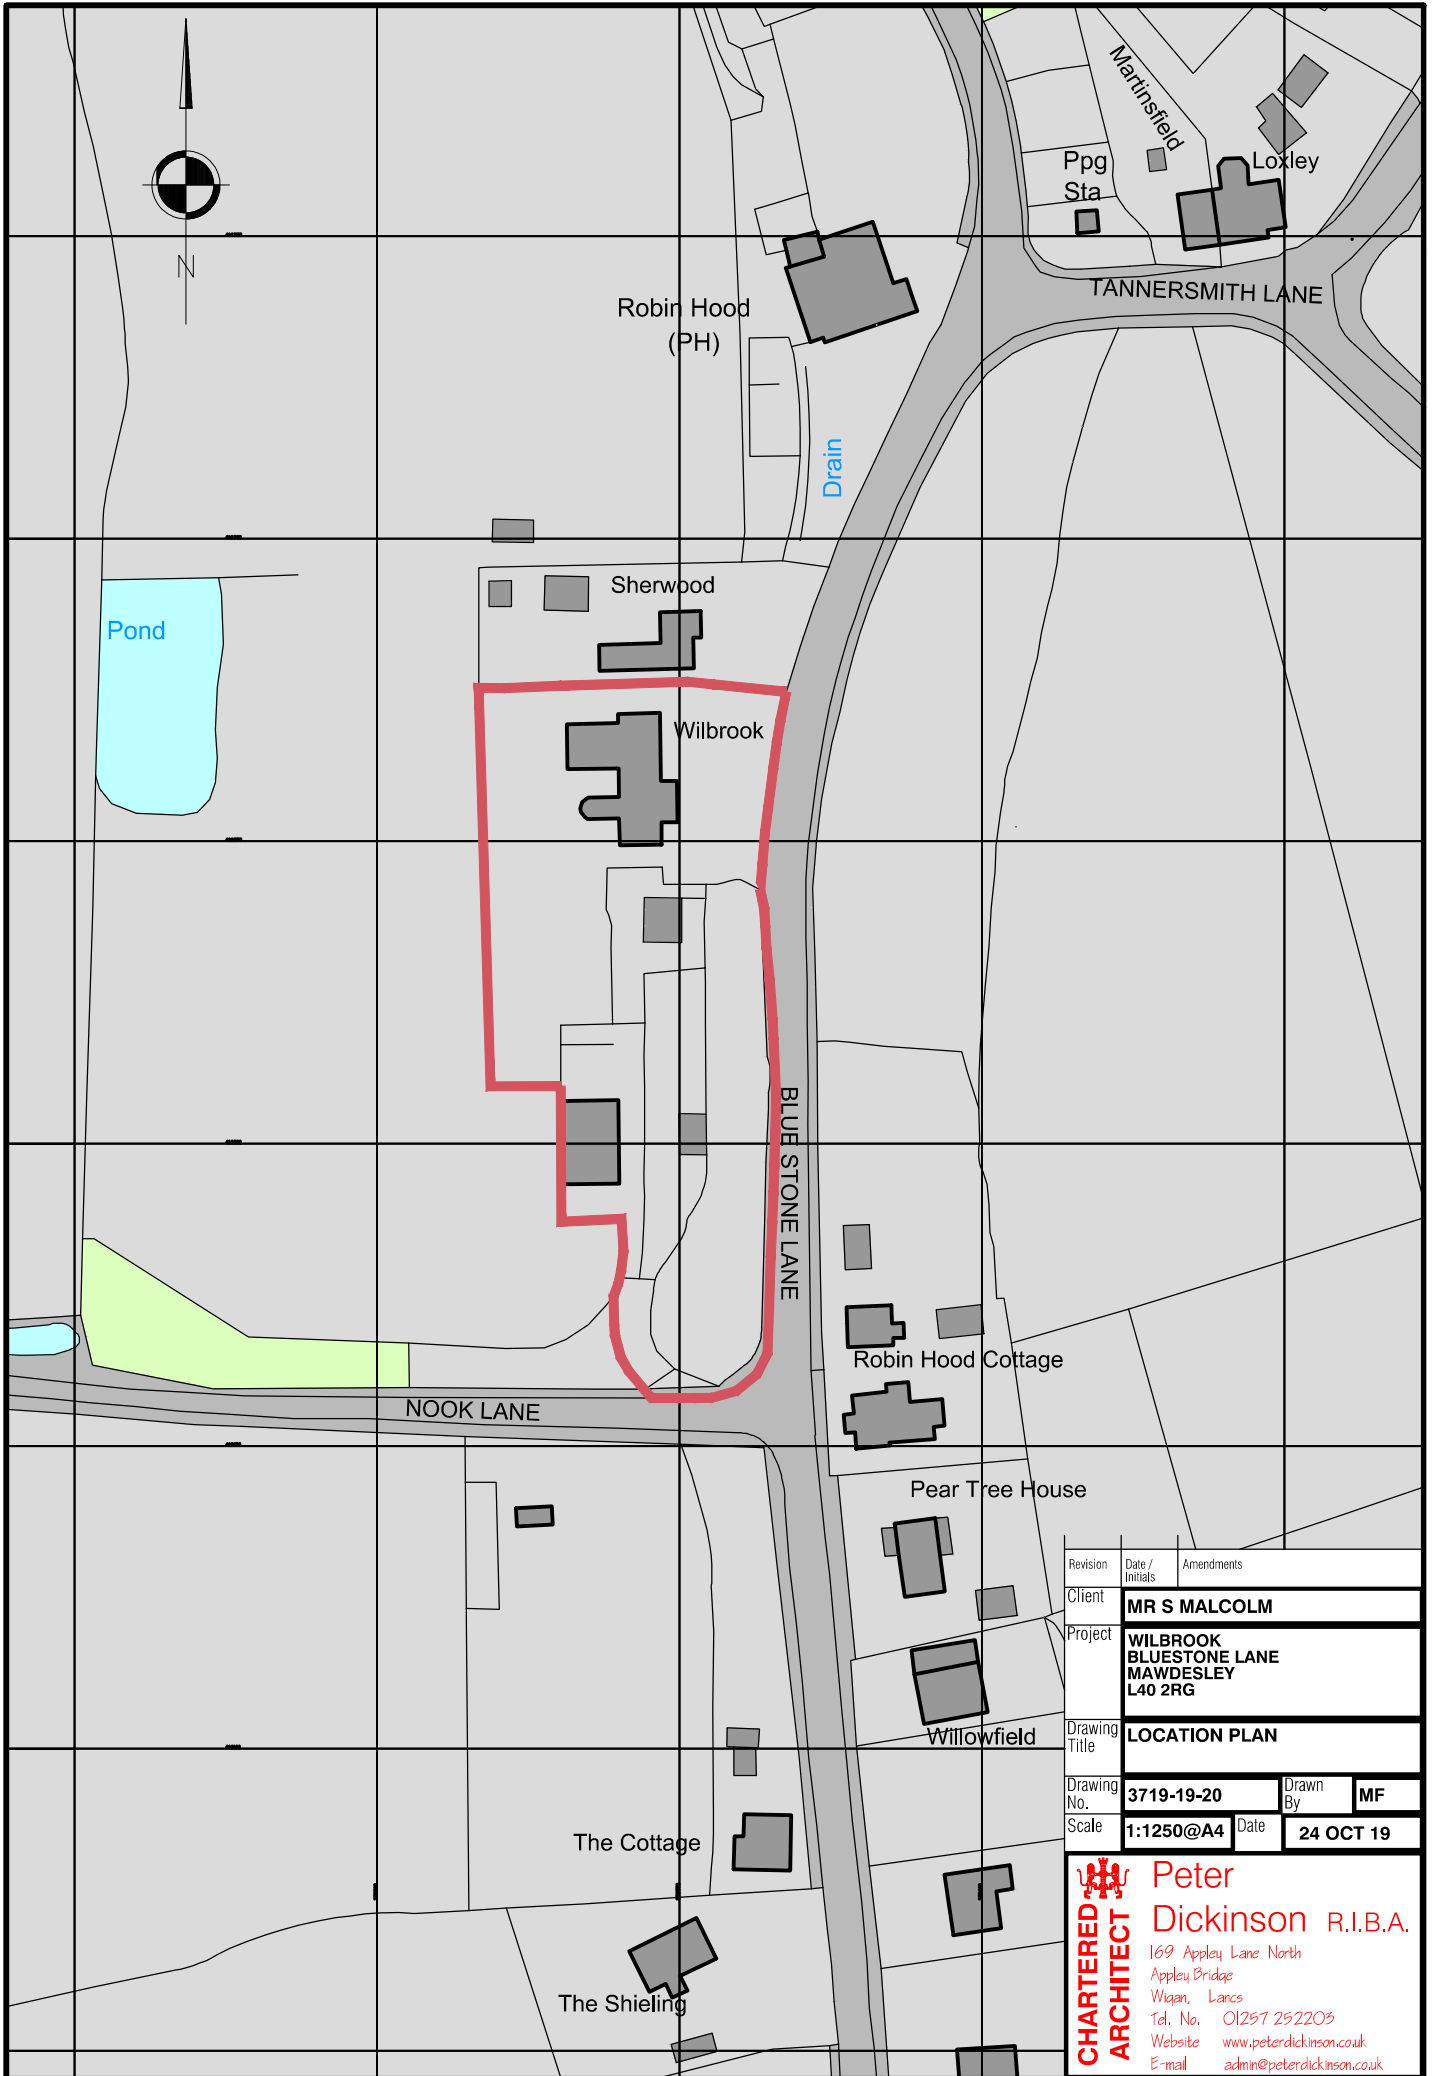 Martinsfield
Ppg
Sta
Loxley
N
TANNERSMITH LANE
Robin Hood
(PH)
Drain
Sherwood
Pond
Wilbrook
BLUE STONE LANE
Robin Hood Cottage
NOOK LANE
Pear Tree House
Willowfield
The Cottage
The Shieling
Revision
Date /
Initials
Amendments
Client
MR S MALCOLM
Project
WILBROOK
BLUESTONE LANE
MAWDESLEY
L40 2RG
Drawing
Title
LOCATION PLAN
Drawing
No.
3719-19-20
Drawn
By
MF
Scale
1:1250@A4
Date
24 OCT 19
CHARTERED
ARCHITECT
Peter
Dickinson R.I.B.A.
169 Appley Lane North
Appley Bridge
Wigan, Lancs
Tel. No. 01257 252203
Website www.peterdickinson.co.uk
E-mail admin@peterdickinson.co.uk